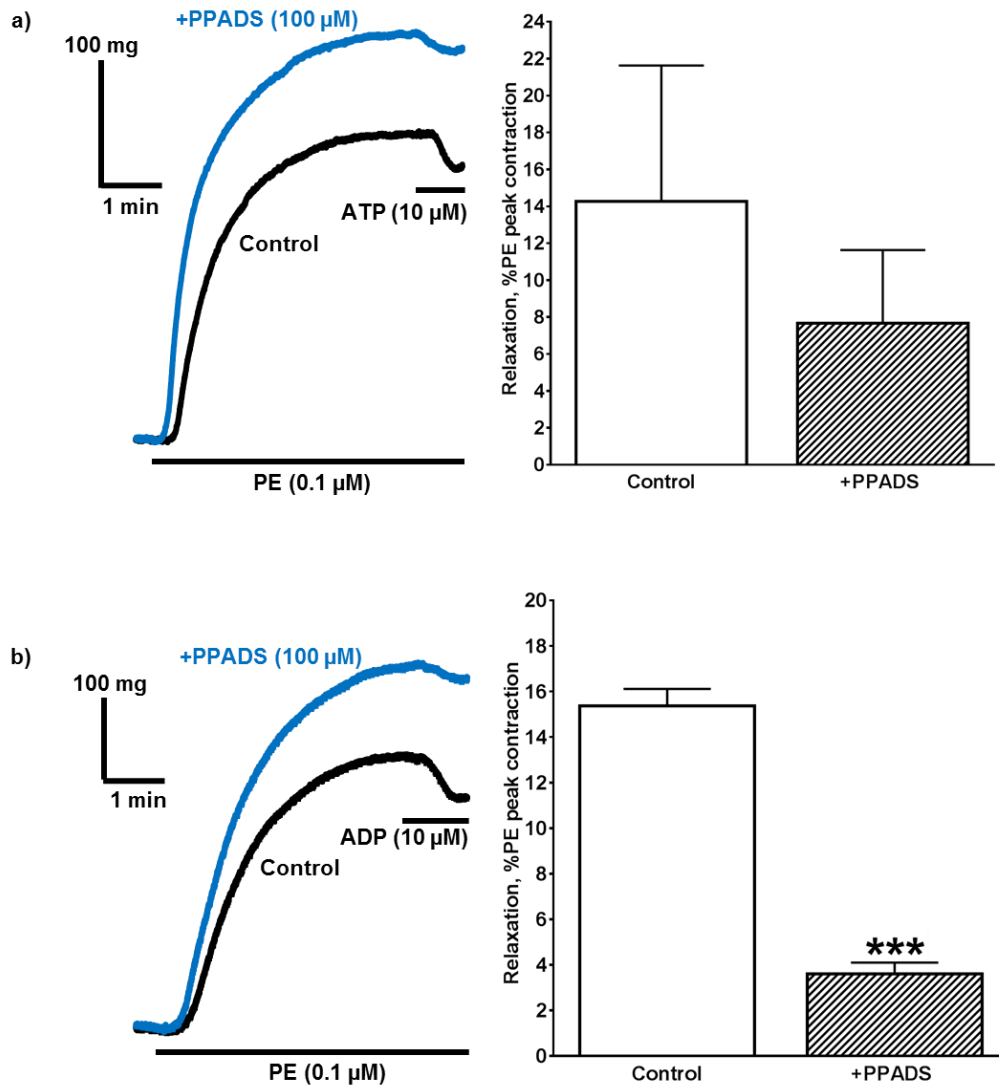 a)
+PPADS (100 µM)
100 mg
1 min
ATP (10 µM)
Control
PE (0.1 µM)
Relaxation, %PE peak contraction
24
22
20
18
16
14
12
10
8
6
4
2
0
Control
+PPADS
b)
+PPADS (100 µM)
100 mg
1 min
ADP (10 µM)
Control
PE (0.1 µM)
Relaxation, %PE peak contraction
20
18
16
14
12
10
8
6
4
2
0
***
Control
+PPADS